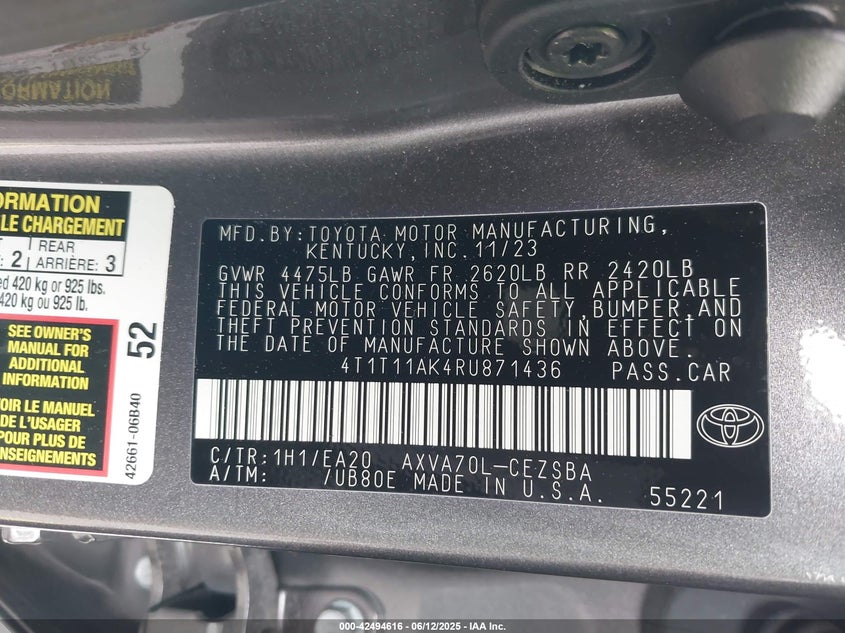 ORMATION
LE CHARGEMENT
REAR
2
ARRIÈRE: 3
ed 420 kg or 925 lbs.
420 kg ou 925 lb.
SEE OWNER'S
MANUAL FOR
ADDITIONAL
INFORMATION
OIR LE MANUEL
DE L'USAGER
POUR PLUS DE
ENSEIGNEMENTS
52
42661-06B40
MFD.BY:TOYOTA MOTOR MANUFACTURING,
KENTUCKY, INC. 11/23
GVWR 4475LB GAWR FR 2620LB RR 2420LB
THIS VEHICLE CONFORMS TO ALL APPLICABLE
FEDERAL MOTOR VEHICLE SAFETY, BUMPER, AND
THEFT PREVENTION STANDARDS IN EFFECT ON
THE DATE OF MANUFACTURE SHOWN ABOVE.
4T1T11AK4RU871436 PASS.CAR
C/TR:1H1/EA20 AXVA70L-CEZSBA
A/TM: /UB80E MADE IN U.S.A.
55221
000-42494616 - 06/12/2025 - IAA Inc.